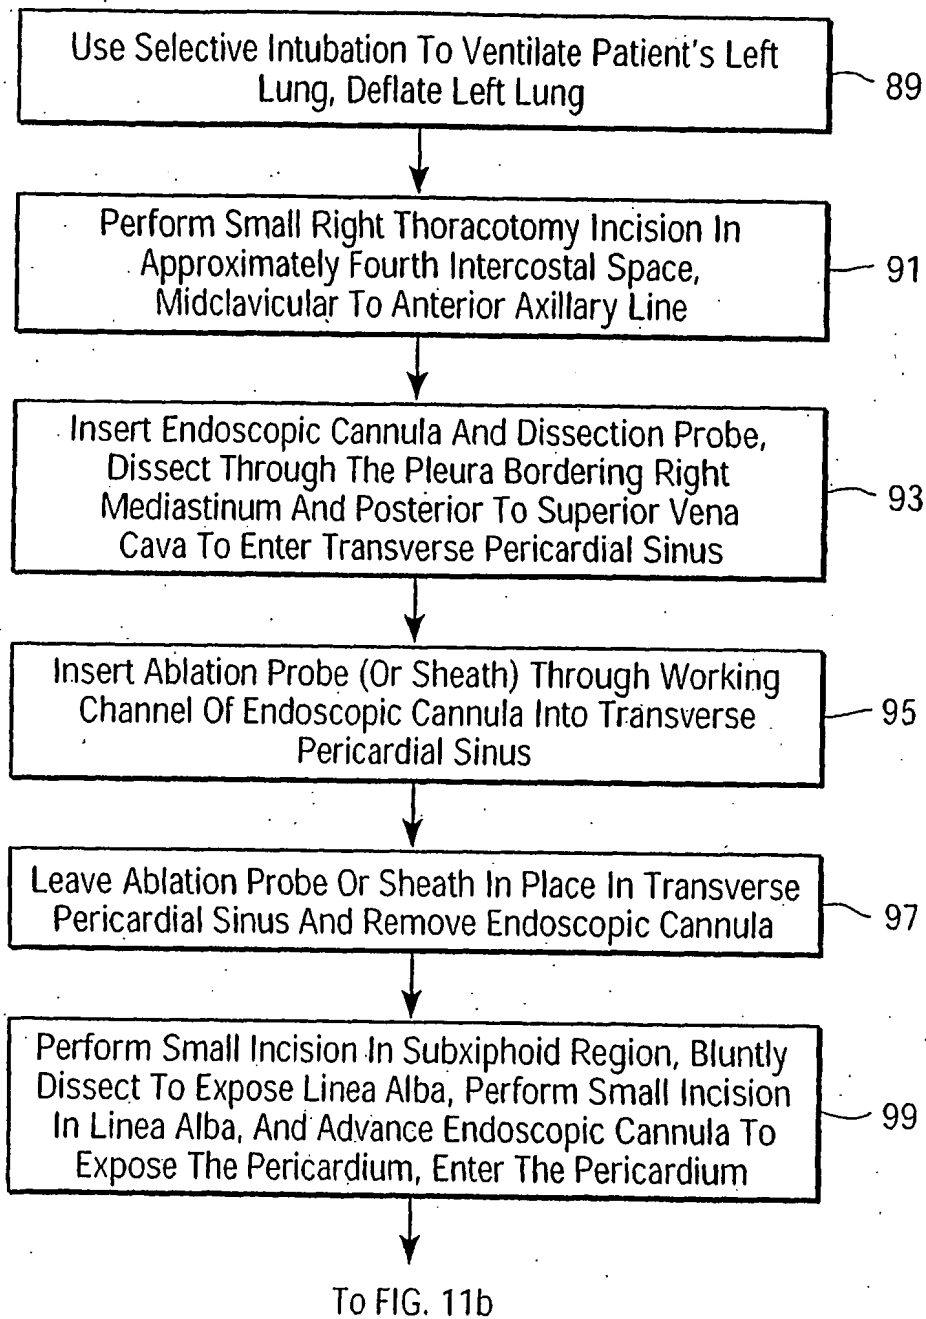 Use Selective Intubation To Ventilate Patient's Left
Lung, Deflate Left Lung
89
Perform Small Right Thoracotomy Incision In
Approximately Fourth Intercostal Space,
Midclavicular To Anterior Axillary Line
91
Insert Endoscopic Cannula And Dissection Probe,
Dissect Through The Pleura Bordering Right
Mediastinum And Posterior To Superior Vena
Cava To Enter Transverse Pericardial Sinus
93
Insert Ablation Probe (Or Sheath) Through Working
Channel Of Endoscopic Cannula Into Transverse
Pericardial Sinus
95
Leave Ablation Probe Or Sheath In Place In Transverse
Pericardial Sinus And Remove Endoscopic Cannula
97
Perform Small Incision In Subxiphoid Region, Bluntly
Dissect To Expose Linea Alba, Perform Small Incision
In Linea Alba, And Advance Endoscopic Cannula To
Expose The Pericardium, Enter The Pericardium
99
To FIG. 11b